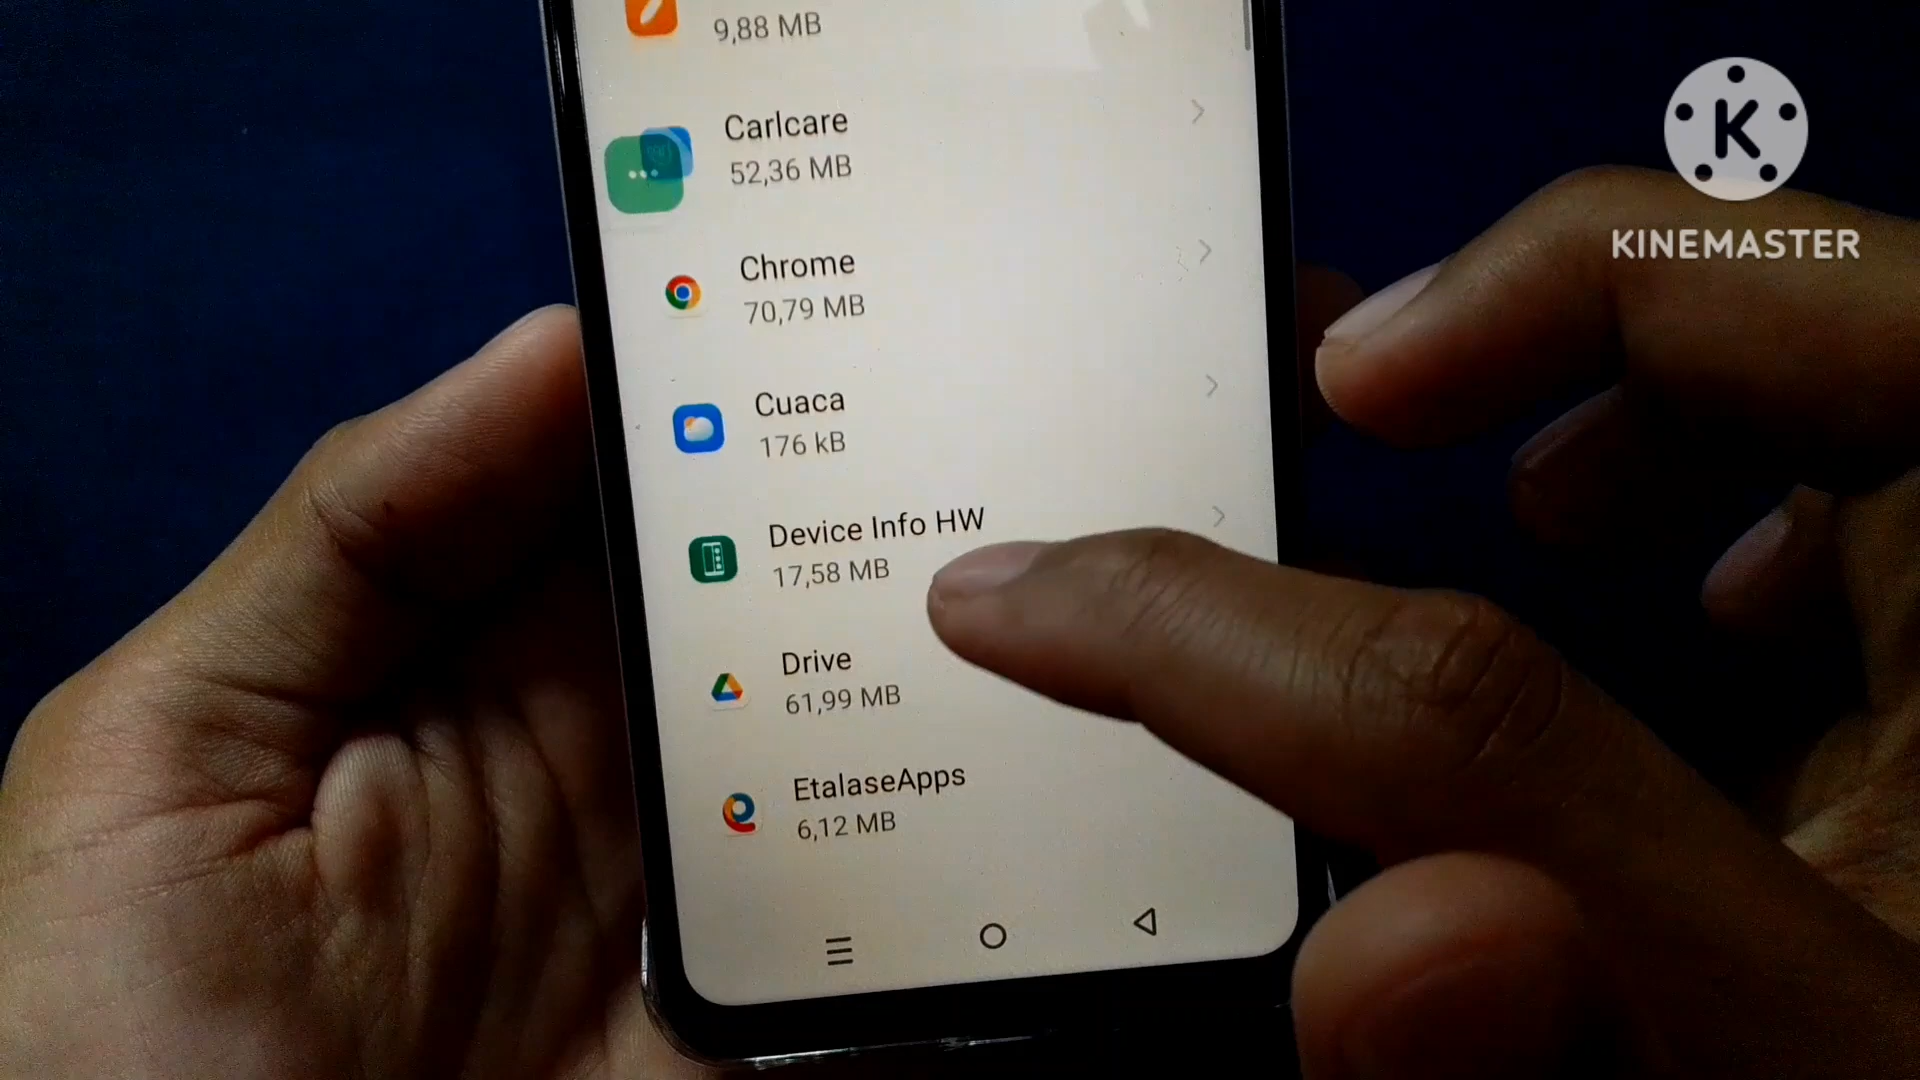 9,88 MB
Carlcare
52,36 MB
Chrome
70,79 MB
Cuaca
176 kB
Device Info HW
17,58 MB
Drive
61,99 MB
EtalaseApps
6,12 MB
K
KINEMASTER